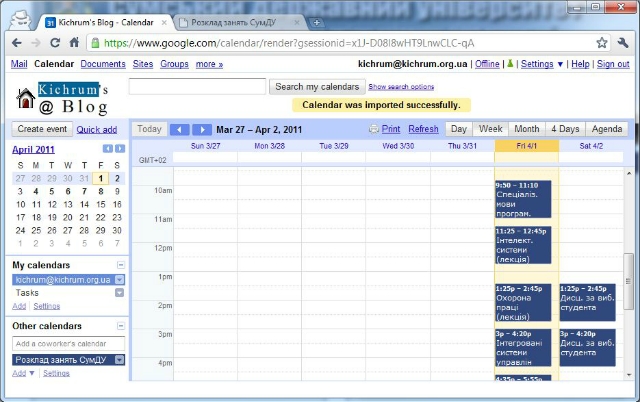 Kichrum's Blog - Calendar
Розклад занять СумДУ
https://www.google.com/calendar/render?gsessionid=x1J-D08I8wHT9LnwCLC-qA
Mail Calendar Documents Sites Groups more »
kichrum@kichrum.org.ua | Offline | Settings ▼ | Help | Sign out
Kichrum's
@ Blog
Search my calendars
Show search options
Calendar was imported successfully.
Create event Quick add
Today
Mar 27 – Apr 2, 2011
Print Refresh
Day Week Month 4 Days Agenda
April 2011
S M T W T F S
27 28 29 30 31 1 2
3 4 5 6 7 8 9
10 11 12 13 14 15 16
17 18 19 20 21 22 23
24 25 26 27 28 29 30
1 2 3 4 5 6 7
My calendars
kichrum@kichrum.org.ua
Tasks
Add Settings
Other calendars
Add a coworker's calendar
Розклад занять СумДУ
Add ▼ Settings
Sun 3/27 Mon 3/28 Tue 3/29 Wed 3/30 Thu 3/31 Fri 4/1 Sat 4/2
GMT+02
10am
11am
12pm
1pm
2pm
3pm
4pm
9:50 – 11:10
Спеціаліз.
нови
програн.
11:25 – 12:45p
Інтелект.
системи
(лекція)
1:25p – 2:45p
Охорона
праці
(лекція)
3p – 4:20p
Інтегровані
системи
управлін
4:35p – 5:55p
1:25p – 2:45p
Дисц. за виб.
студента
3p – 4:20p
Дисц. за виб.
студента